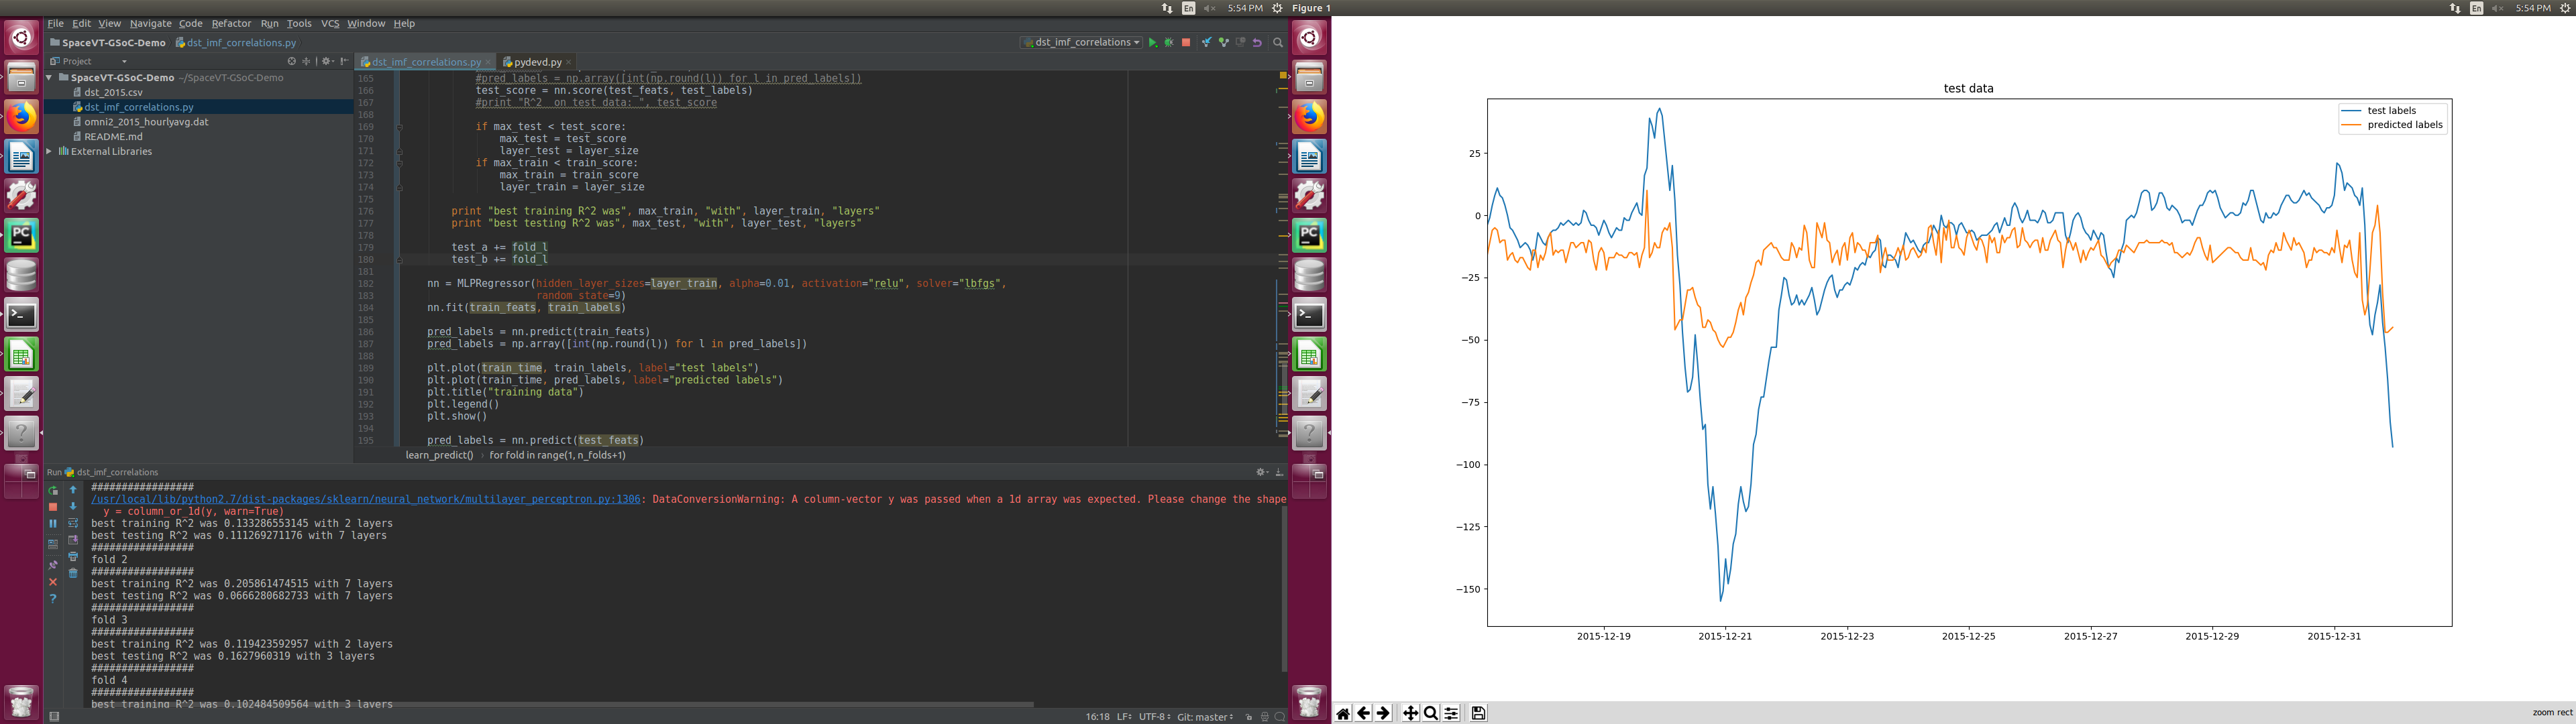 En 5:54 PM
File Edit View Navigate Code Refactor Run Tools VCS Window Help
SpaceVT-GSoC-Demo dst_imf_correlations.py
dst_imf_correlations
Project
dst_imf_correlations.py × pydevd.py ×
SpaceVT-GSoC-Demo ~/SpaceVT-GSoC-Demo
dst_2015.csv
dst_imf_correlations.py
omni2_2015_hourlyavg.dat
README.md
External Libraries
165 #pred_labels = np.array([int(np.round(l)) for l in pred_labels])
166 test_score = nn.score(test_feats, test_labels)
167 #print "R^2  on test data: ", test_score
168
169 if max_test < test_score:
170 max_test = test_score
171 layer_test = layer_size
172 if max_train < train_score:
173 max_train = train_score
174 layer_train = layer_size
175
176 print "best training R^2 was", max_train, "with", layer_train, "layers"
177 print "best testing R^2 was", max_test, "with", layer_test, "layers"
178
179 test_a += fold_l
180 test_b += fold_l
181
182 nn = MLPRegressor(hidden_layer_sizes=layer_train, alpha=0.01, activation="relu", solver="lbfgs",
183 random_state=9)
184 nn.fit(train_feats, train_labels)
185
186 pred_labels = nn.predict(train_feats)
187 pred_labels = np.array([int(np.round(l)) for l in pred_labels])
188
189 plt.plot(train_time, train_labels, label="test labels")
190 plt.plot(train_time, pred_labels, label="predicted labels")
191 plt.title("training data")
192 plt.legend()
193 plt.show()
194
195 pred_labels = nn.predict(test_feats)
learn_predict() › for fold in range(1, n_folds+1)
Run dst_imf_correlations
#################
/usr/local/lib/python2.7/dist-packages/sklearn/neural_network/multilayer_perceptron.py:1306: DataConversionWarning: A column-vector y was passed when a 1d array was expected. Please change the shape
y = column_or_1d(y, warn=True)
best training R^2 was 0.133286553145 with 2 layers
best testing R^2 was 0.111269271176 with 7 layers
#################
fold 2
#################
best training R^2 was 0.205861474515 with 7 layers
best testing R^2 was 0.0666280682733 with 7 layers
#################
fold 3
#################
best training R^2 was 0.119423592957 with 2 layers
best testing R^2 was 0.1627960319 with 3 layers
#################
fold 4
#################
best training R^2 was 0.102484509564 with 3 layers
16:18 LF÷ UTF-8÷ Git: master÷
Figure 1
En 5:54 PM
test data
test labels
predicted labels
25
0
−25
−50
−75
−100
−125
−150
2015-12-19 2015-12-21 2015-12-23 2015-12-25 2015-12-27 2015-12-29 2015-12-31
zoom rect